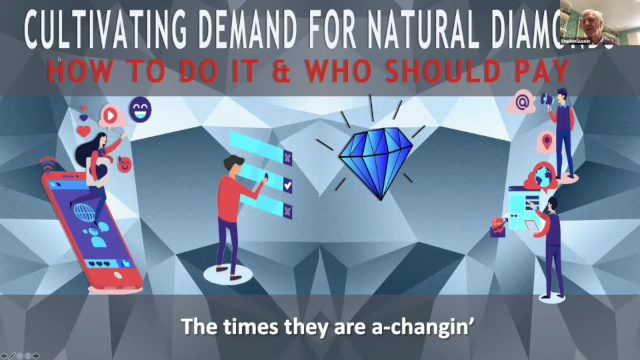 CULTIVATING DEMAND FOR NATURAL
HOW TO DO IT & WHO SHOULD PAY
The times they are a-changin'